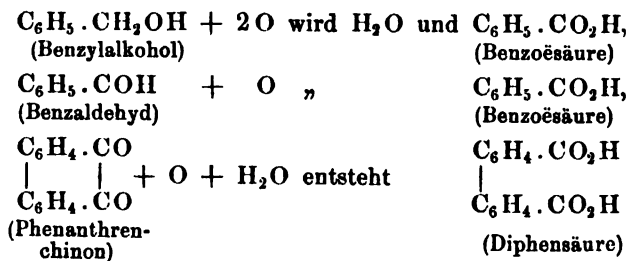 C₆H₅ . CH₂OH + 2 O wird H₂O und C₆H₅ . CO₂H,
(Benzylalkohol) (Benzoësäure)
C₆H₅ . COH + O „ C₆H₅ . CO₂H,
(Benzaldehyd) (Benzoësäure)
C₆H₄ . CO C₆H₄ . CO₂H
| | + O + H₂O entsteht |
C₆H₄ . CO C₆H₄ . CO₂H
(Phenanthren-
chinon) (Diphensäure)